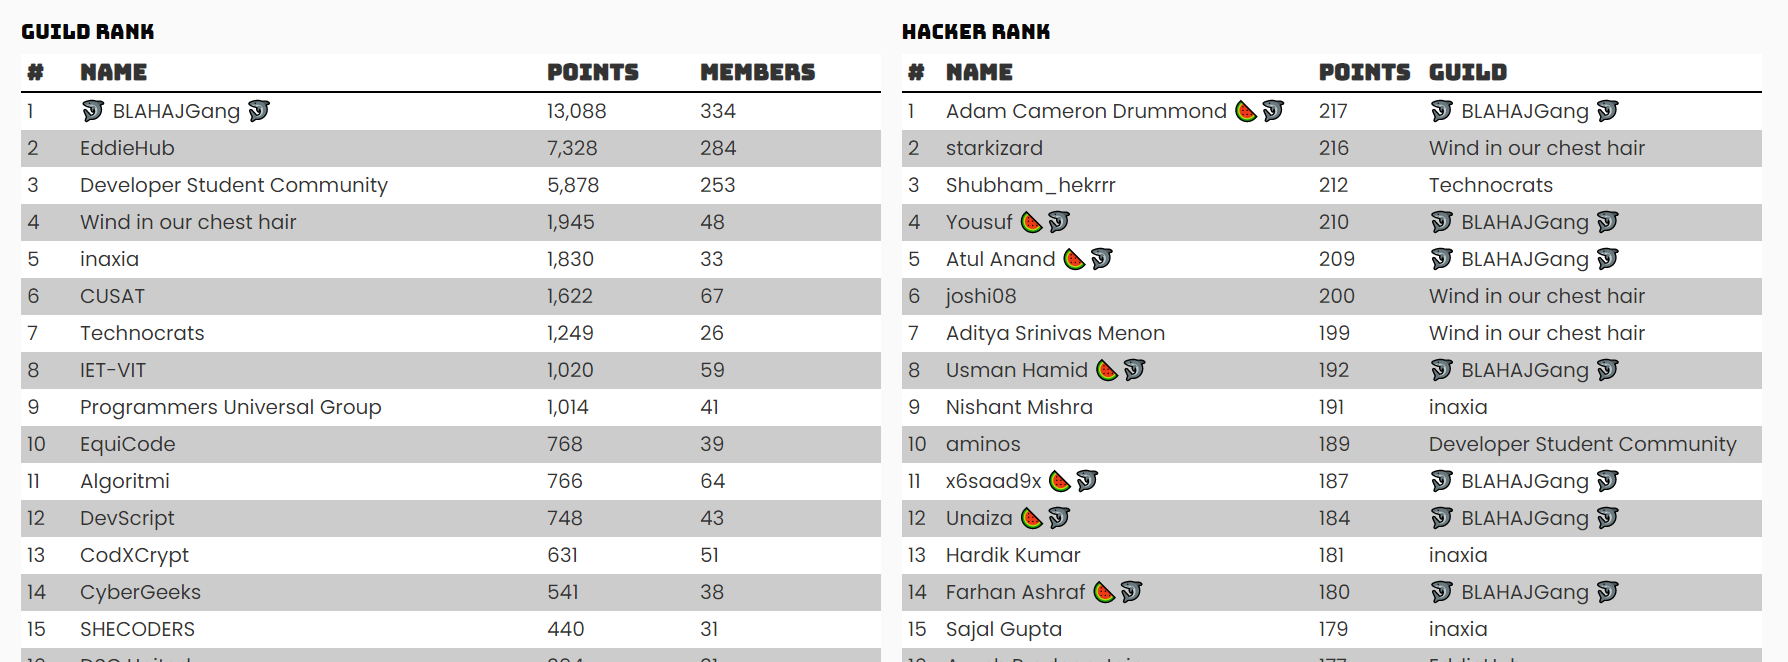 GUILD RANK
# NAME POINTS MEMBERS
1 BLAHAJGang 13,088 334
2 EddieHub 7,328 284
3 Developer Student Community 5,878 253
4 Wind in our chest hair 1,945 48
5 inaxia 1,830 33
6 CUSAT 1,622 67
7 Technocrats 1,249 26
8 IET-VIT 1,020 59
9 Programmers Universal Group 1,014 41
10 EquiCode 768 39
11 Algoritmi 766 64
12 DevScript 748 43
13 CodXCrypt 631 51
14 CyberGeeks 541 38
15 SHECODERS 440 31
HACKER RANK
# NAME POINTS GUILD
1 Adam Cameron Drummond 🍉 217 BLAHAJGang
2 starkizard 216 Wind in our chest hair
3 Shubham_hekrrr 212 Technocrats
4 Yousuf 🍉 210 BLAHAJGang
5 Atul Anand 🍉 209 BLAHAJGang
6 joshi08 200 Wind in our chest hair
7 Aditya Srinivas Menon 199 Wind in our chest hair
8 Usman Hamid 🍉 192 BLAHAJGang
9 Nishant Mishra 191 inaxia
10 aminos 189 Developer Student Community
11 x6saad9x 🍉 187 BLAHAJGang
12 Unaiza 🍉 184 BLAHAJGang
13 Hardik Kumar 181 inaxia
14 Farhan Ashraf 🍉 180 BLAHAJGang
15 Sajal Gupta 179 inaxia